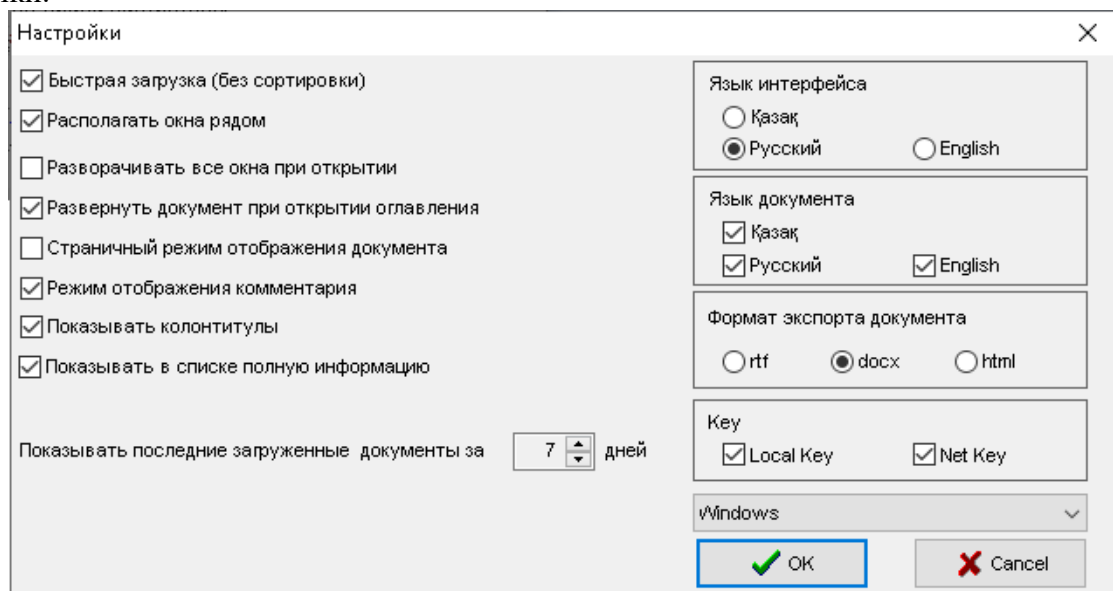 Настройки
Быстрая загрузка (без сортировки)
Располагать окна рядом
Разворачивать все окна при открытии
Развернуть документ при открытии оглавления
Страничный режим отображения документа
Режим отображения комментария
Показывать колонтитулы
Показывать в списке полную информацию
Показывать последние загруженные документы за 7 дней
Язык интерфейса
Қазақ
Русский English
Язык документа
Қазақ
Русский English
Формат экспорта документа
rtf docx html
Key
Local Key Net Key
Windows
OK Cancel